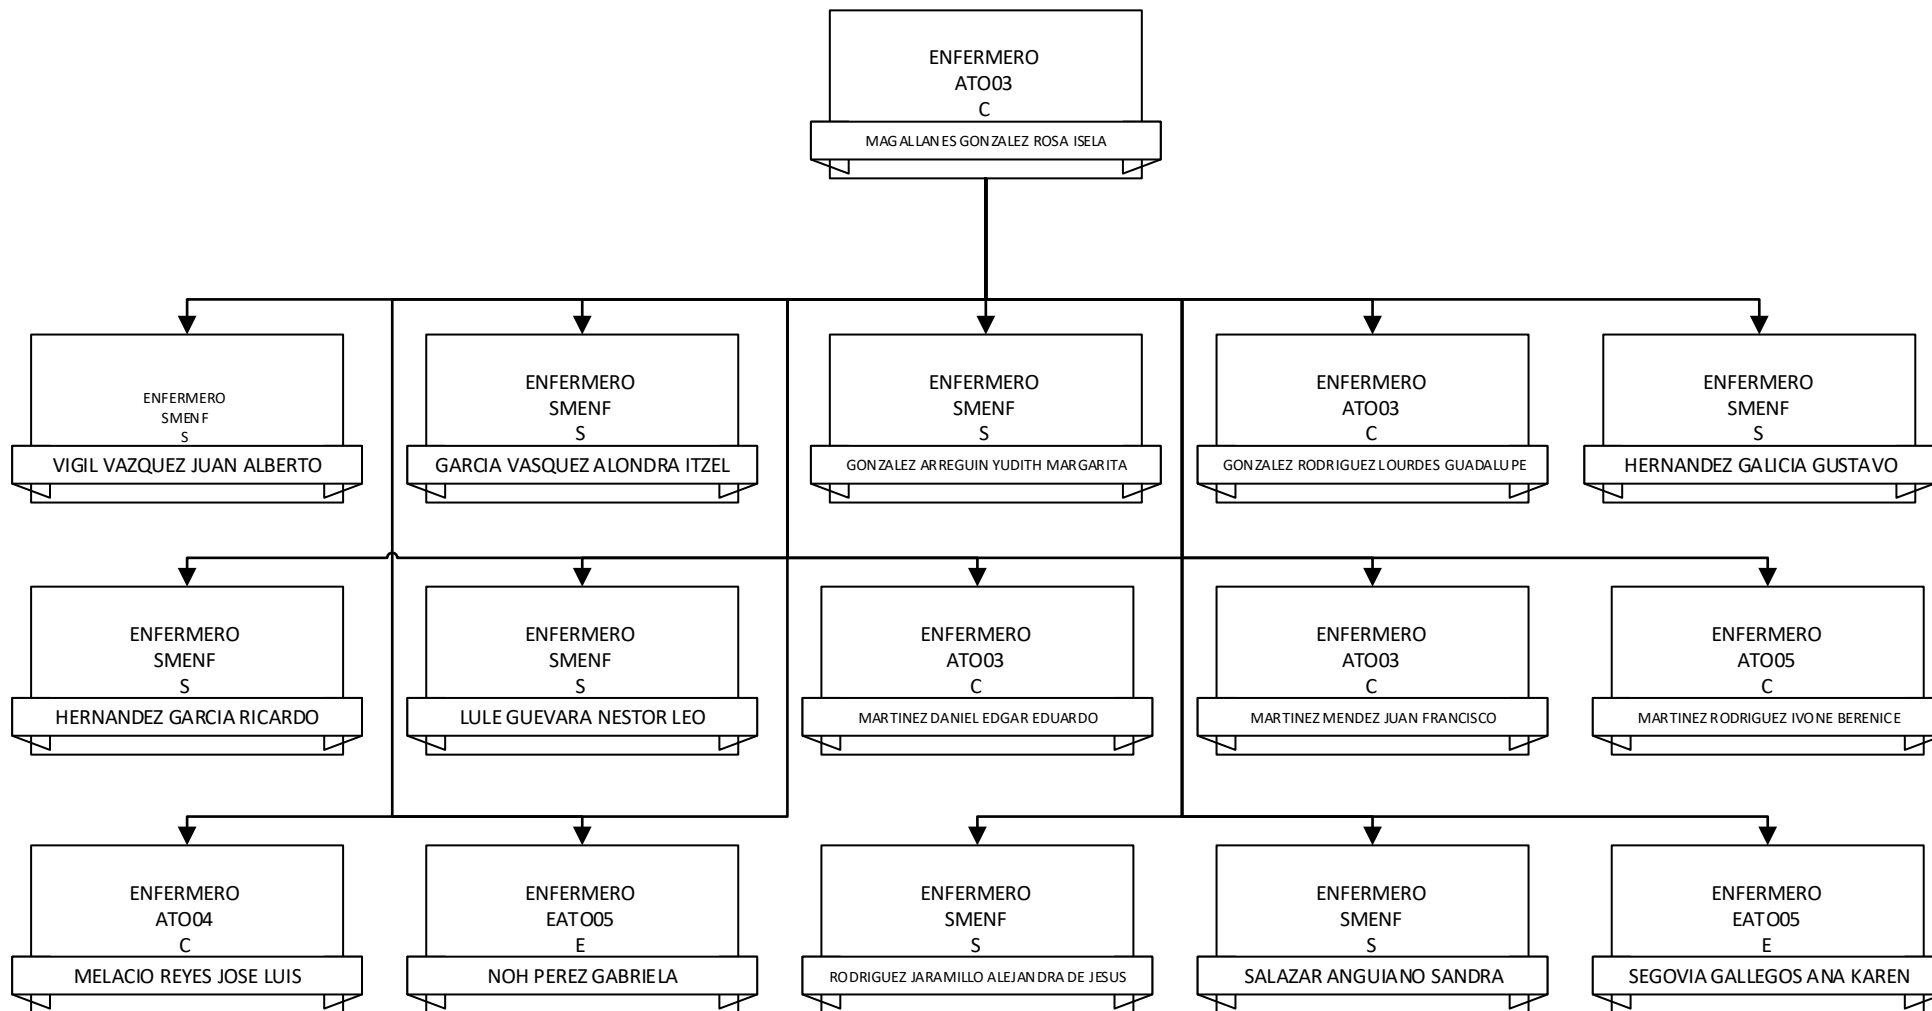 ENFERMERO
ATO03
C
MAGALLANES GONZALEZ ROSA ISELA
ENFERMERO
SMENF
S
VIGIL VAZQUEZ JUAN ALBERTO
ENFERMERO
SMENF
S
GARCIA VASQUEZ ALONDRA ITZEL
ENFERMERO
SMENF
S
GONZALEZ ARREGUIN YUDITH MARGARITA
ENFERMERO
ATO03
C
GONZALEZ RODRIGUEZ LOURDES GUADALUPE
ENFERMERO
SMENF
S
HERNANDEZ GALICIA GUSTAVO
ENFERMERO
SMENF
S
HERNANDEZ GARCIA RICARDO
ENFERMERO
SMENF
S
LULE GUEVARA NESTOR LEO
ENFERMERO
ATO03
C
MARTINEZ DANIEL EDGAR EDUARDO
ENFERMERO
ATO03
C
MARTINEZ MENDEZ JUAN FRANCISCO
ENFERMERO
ATO05
C
MARTINEZ RODRIGUEZ IVONE BERENICE
ENFERMERO
ATO04
C
MELACIO REYES JOSE LUIS
ENFERMERO
EATO05
E
NOH PEREZ GABRIELA
ENFERMERO
SMENF
S
RODRIGUEZ JARAMILLO ALEJANDRA DE JESUS
ENFERMERO
SMENF
S
SALAZAR ANGUIANO SANDRA
ENFERMERO
EATO05
E
SEGOVIA GALLEGOS ANA KAREN